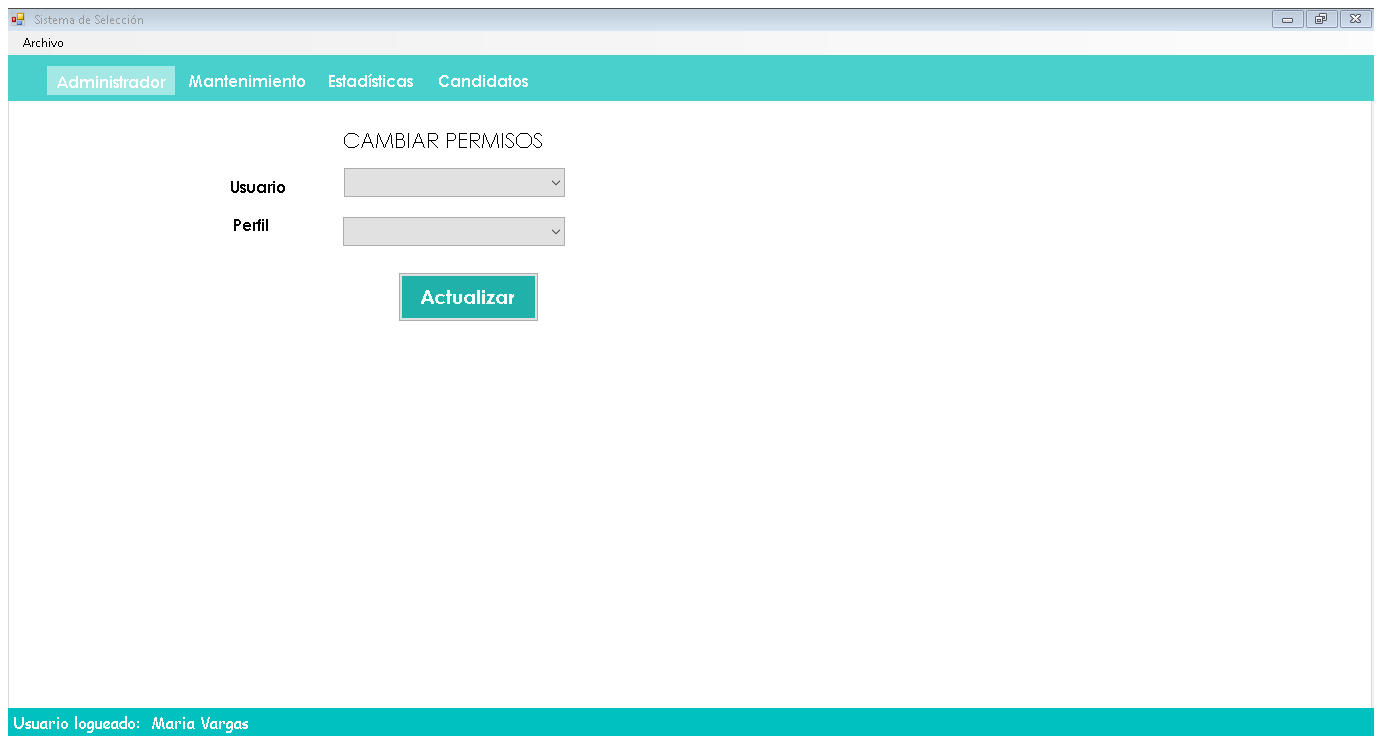 Sistema de Selección
Archivo
Administrador Mantenimiento Estadísticas Candidatos
CAMBIAR PERMISOS
Usuario
Perfil
Actualizar
Usuario logueado: Maria Vargas